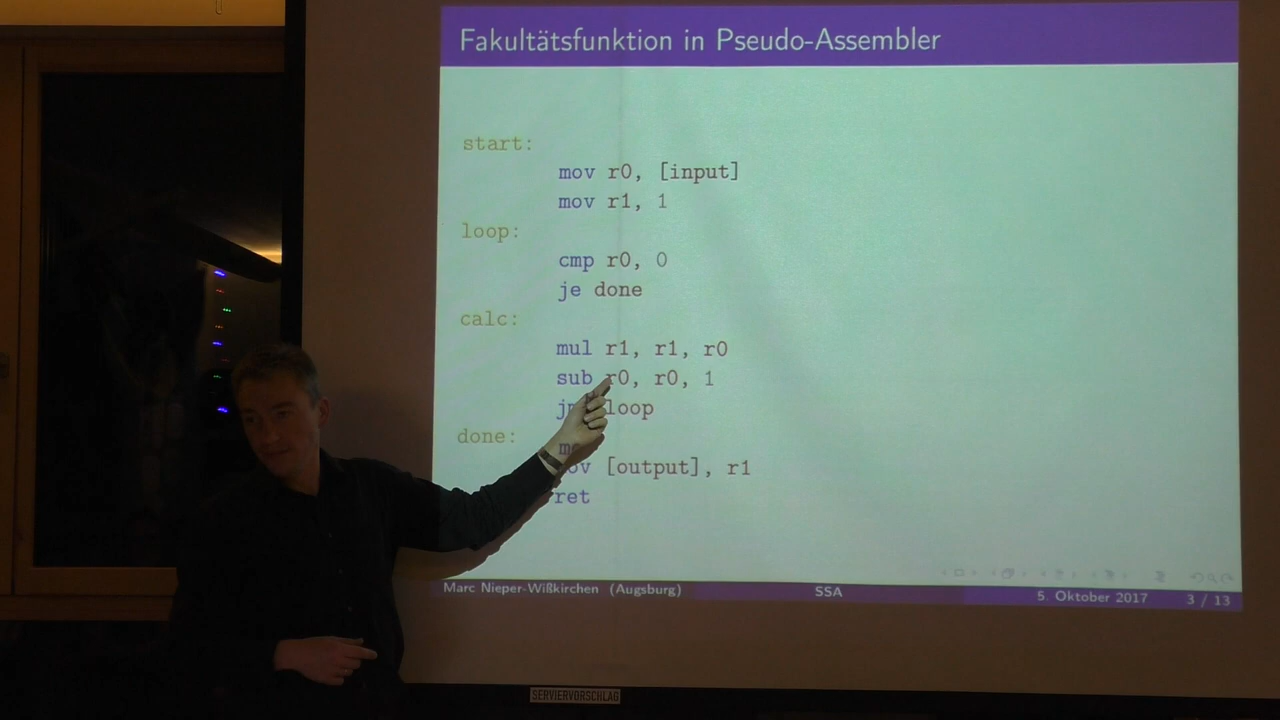 Fakultätsfunktion in Pseudo-Assembler
start:
mov r0, [input]
mov r1, 1
loop:
cmp r0, 0
je done
calc:
mul r1, r1, r0
sub r0, r0, 1
loop
done:
mov [output], r1
ret
Marc Nieper-Wißkirchen (Augsburg) SSA 5. Oktober 2017 3 / 13
SERVIERVORSCHLAG